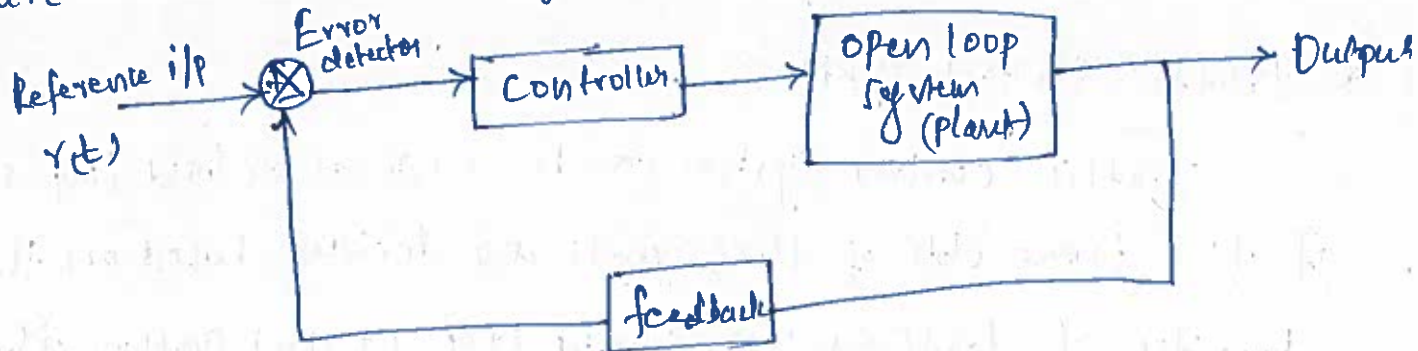 Error
detector.
Reference i/p
r(t)
Controller
Open loop
system
(plant)
Output
feedback